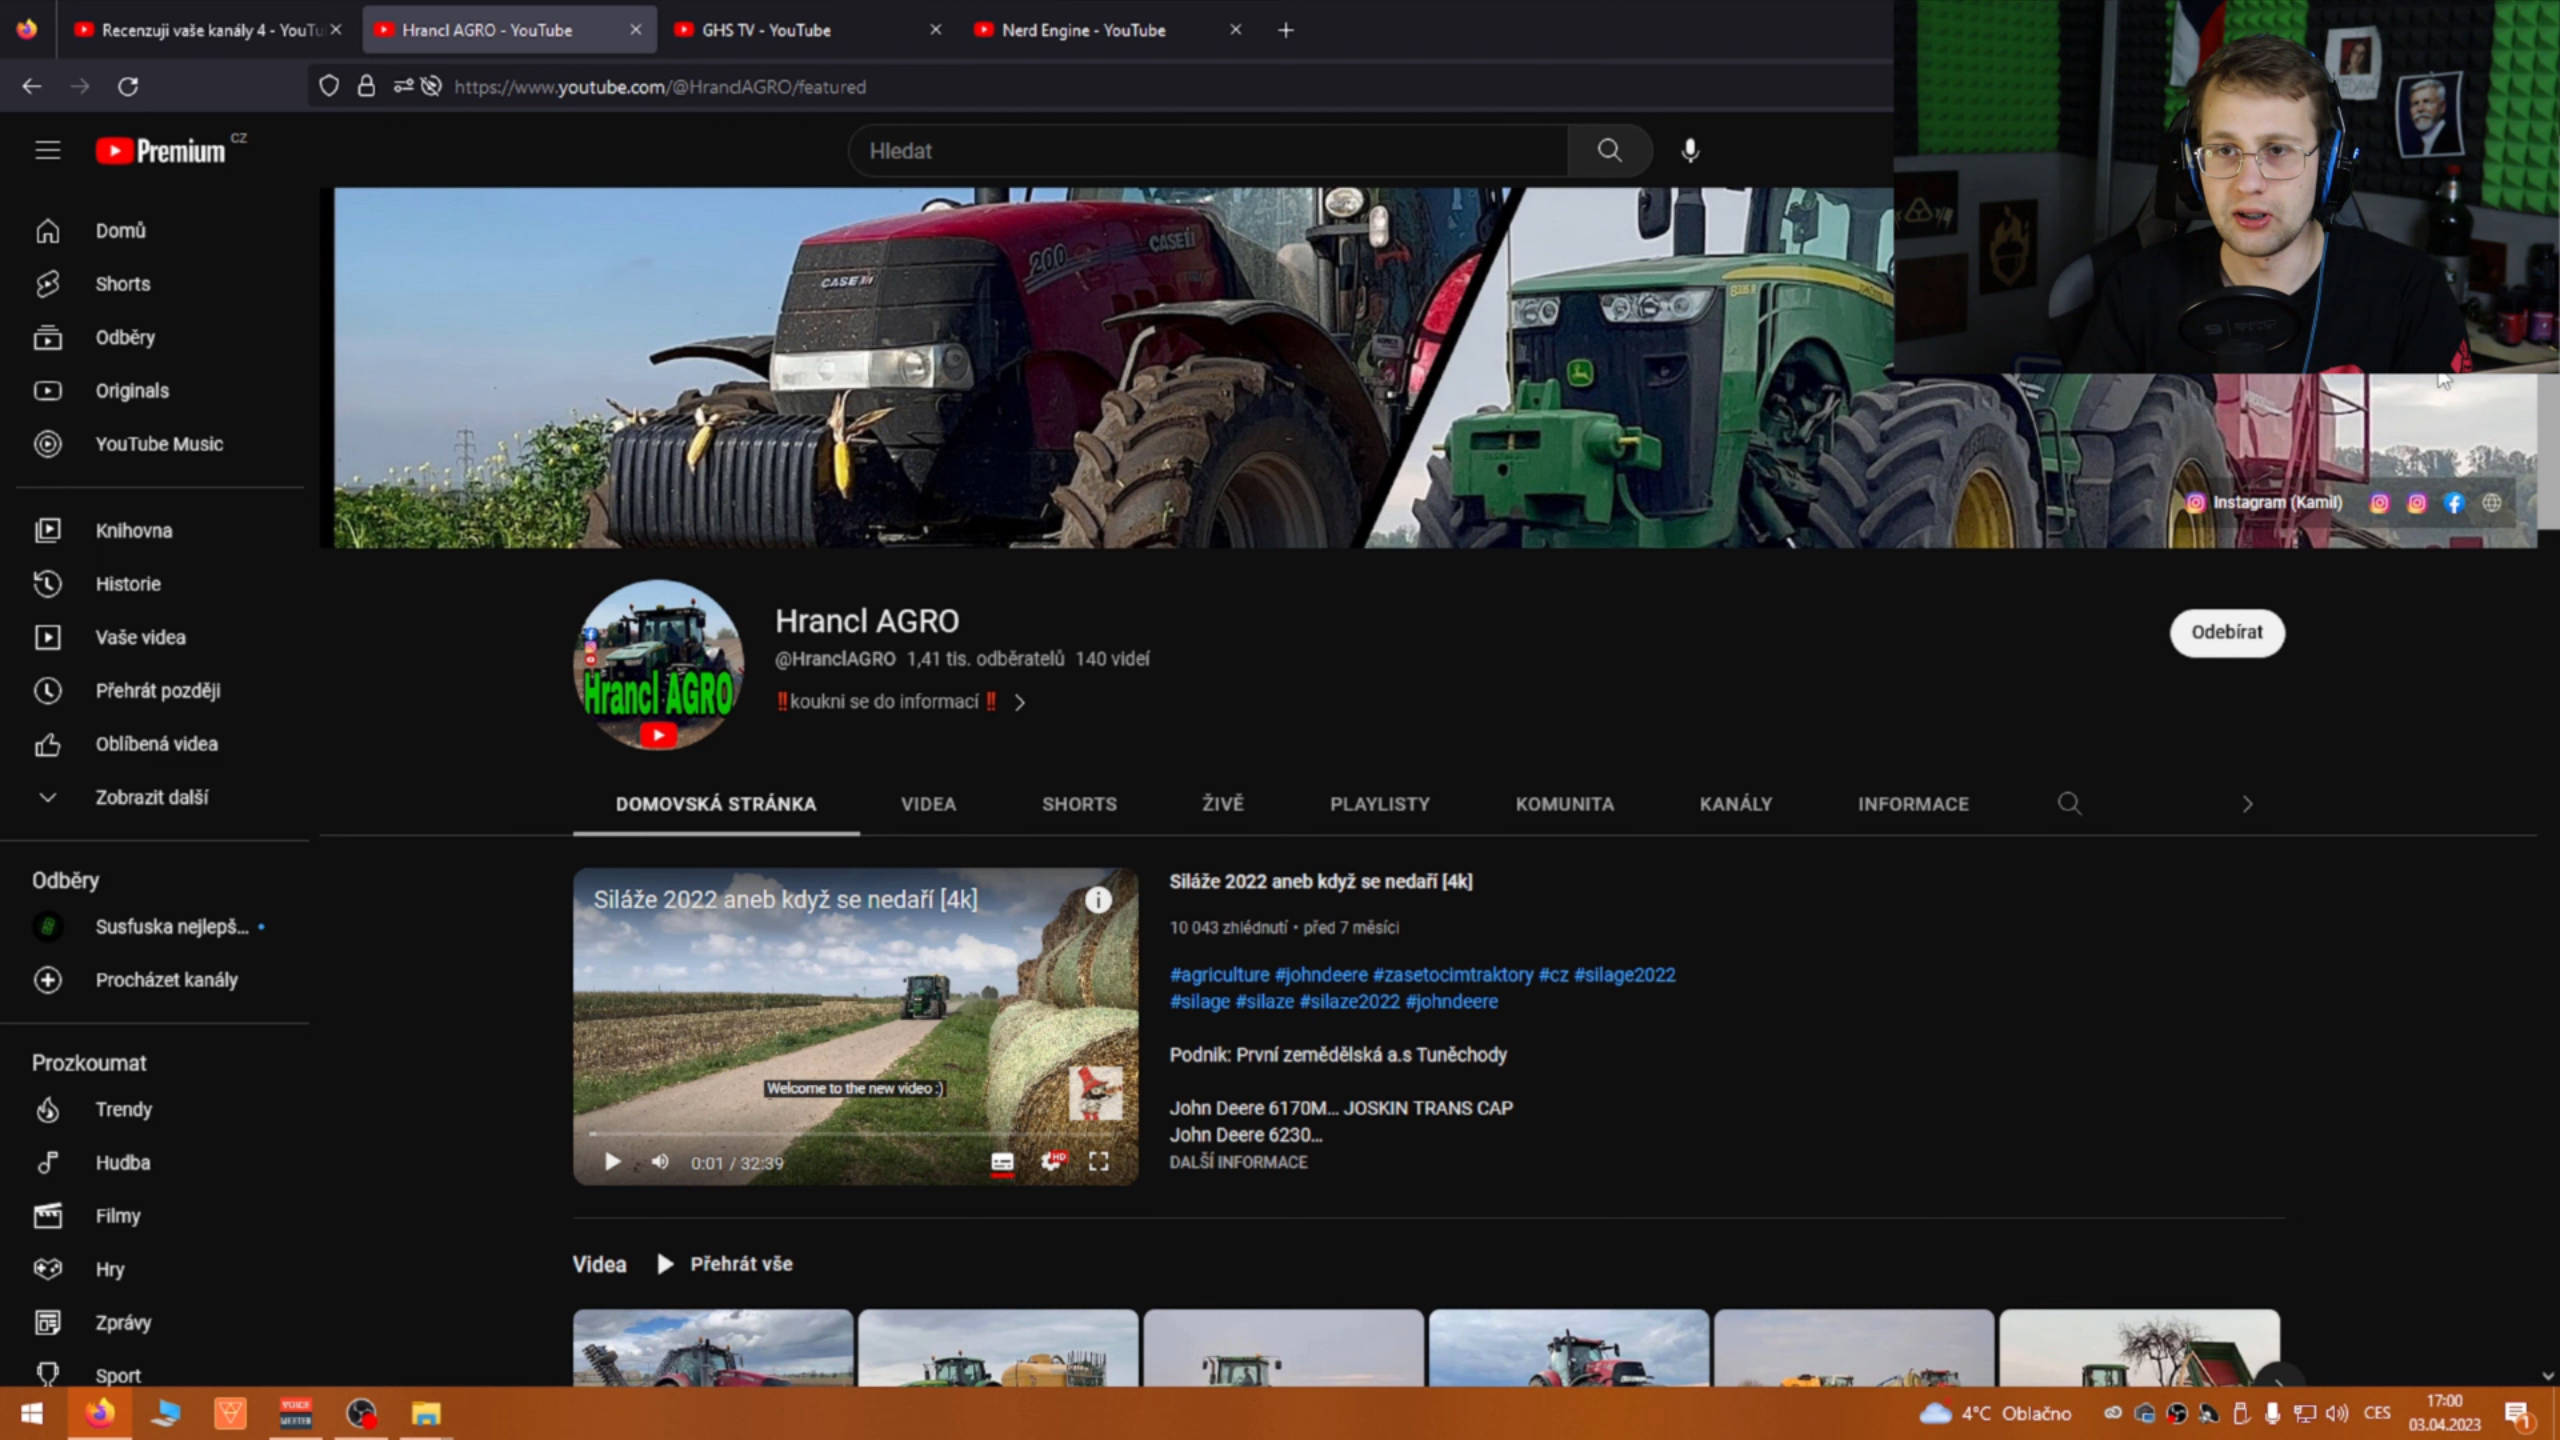 Recenzuji vaše kanály 4 - YouTu
Hrancl AGRO - YouTube
GHS TV - YouTube
Nerd Engine - YouTube
https://www.youtube.com/@HranclAGRO/featured
Premium CZ
Hledat
Domů
Shorts
Odběry
Originals
YouTube Music
Knihovna
Historie
Vaše videa
Přehrát později
Oblíbená videa
Zobrazit další
Odběry
Susfuska nejlepš...
Procházet kanály
Prozkoumat
Trendy
Hudba
Filmy
Hry
Zprávy
Sport
200
CASE IH
CASE IH
Instagram (Kamil)
Hrancl AGRO
Hrancl AGRO
@HranclAGRO 1,41 tis. odběratelů 140 videí
‼️koukni se do informací ‼️
Odebírat
DOMOVSKÁ STRÁNKA
VIDEA
SHORTS
ŽIVĚ
PLAYLISTY
KOMUNITA
KANÁLY
INFORMACE
Siláže 2022 aneb když se nedaří [4k]
Welcome to the new video :)
0:01 / 32:39
HD
Siláže 2022 aneb když se nedaří [4k]
10 043 zhlédnutí • před 7 měsíci
#agriculture #johndeere #zasetocimtraktory #cz #silage2022
#silage #silaze #silaze2022 #johndeere
Podnik: První zemědělská a.s Tuněchody
John Deere 6170M... JOSKIN TRANS CAP
John Deere 6230...
DALŠÍ INFORMACE
Videa
Přehrát vše
VOICE
MEETER
4°C Oblačno
CES
17:00
03.04.2023
1